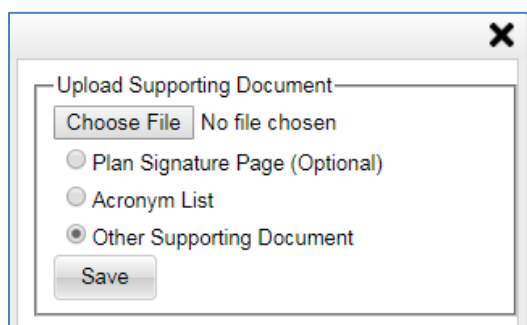 Upload Supporting Document
Choose File No file chosen
Plan Signature Page (Optional)
Acronym List
Other Supporting Document
Save